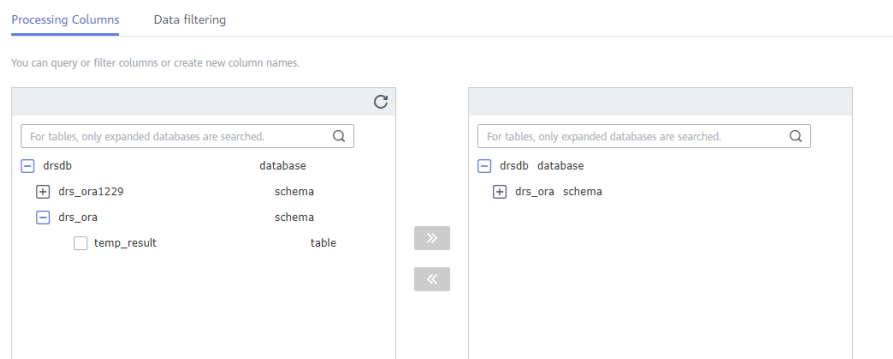 Processing Columns Data filtering
You can query or filter columns or create new column names.
For tables, only expanded databases are searched.
drsdb database
drs_ora1229 schema
drs_ora schema
temp_result table
For tables, only expanded databases are searched.
drsdb database
drs_ora schema